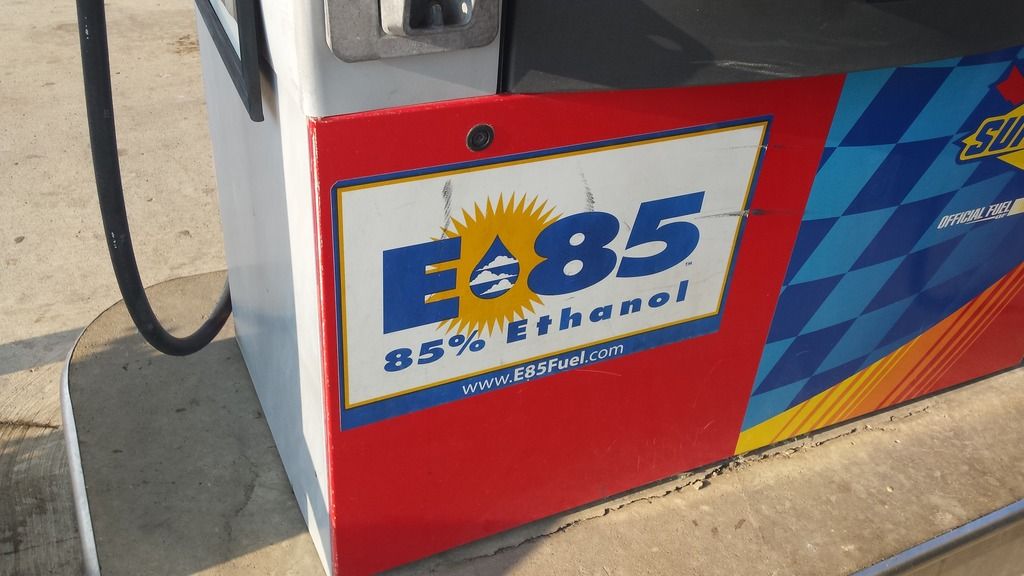 E85
85% Ethanol
www.E85Fuel.com
OFFICIAL FUEL